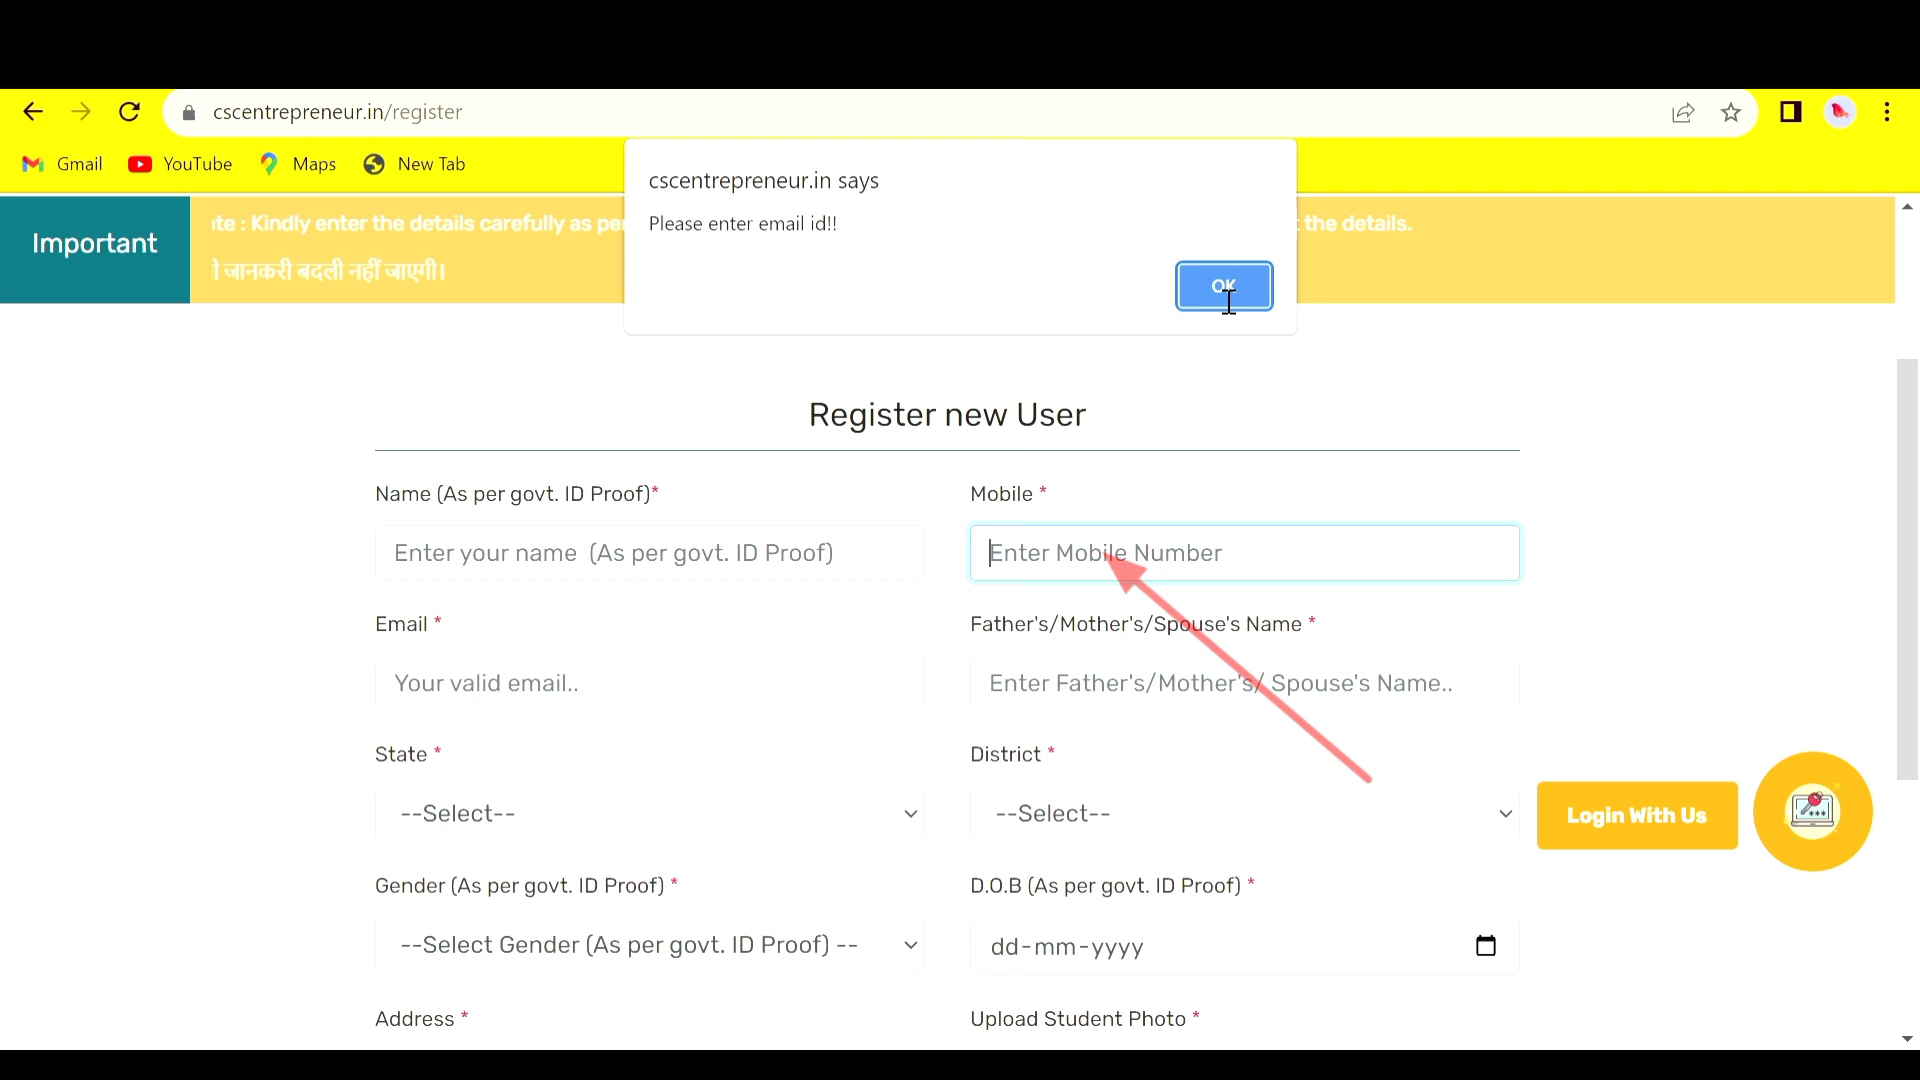 cscentrepreneur.in/register
Gmail YouTube Maps New Tab
cscentrepreneur.in says
Please enter email id!!
OK
Important
te : Kindly enter the details carefully as per
the details.
जानकरी बदली नहीं जाएगी।
Register new User
Name (As per govt. ID Proof)*
Mobile *
Enter your name (As per govt. ID Proof)
Enter Mobile Number
Email *
Father's/Mother's/Spouse's Name *
Your valid email..
Enter Father's/Mother's/ Spouse's Name..
State *
District *
--Select--
--Select--
Login With Us
Gender (As per govt. ID Proof) *
D.O.B (As per govt. ID Proof) *
--Select Gender (As per govt. ID Proof) --
dd-mm-yyyy
Address *
Upload Student Photo *